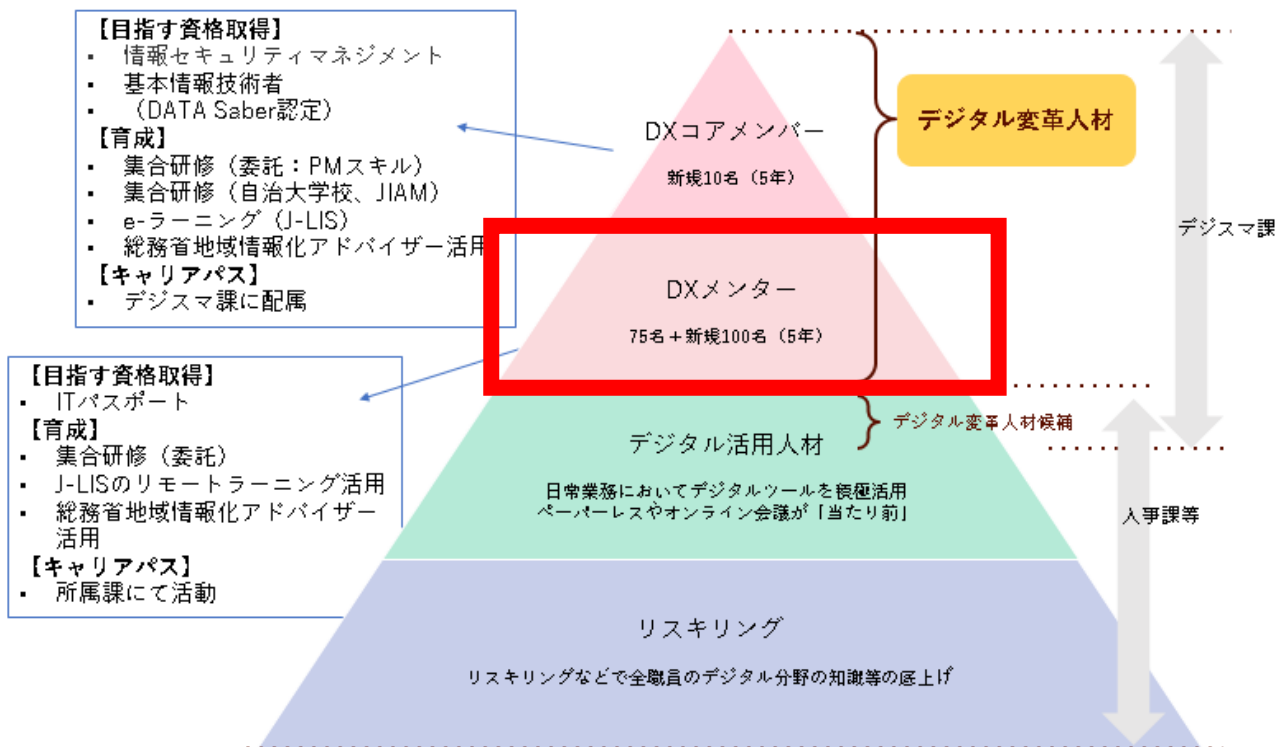 【目指す資格取得】
▪ 情報セキュリティマネジメント
▪ 基本情報技術者
▪ (DATA Saber認定)
【育成】
▪ 集合研修(委託:PMスキル)
▪ 集合研修(自治大学校、JIAM)
▪ e-ラーニング(J-LIS)
▪ 総務省地域情報化アドバイザー活用
【キャリアパス】
▪ デジスマ課に配属
【目指す資格取得】
▪ ITパスポート
【育成】
▪ 集合研修(委託)
▪ J-LISのリモートラーニング活用
▪ 総務省地域情報化アドバイザー
活用
【キャリアパス】
▪ 所属課にて活動
DXコアメンバー
新規10名(5年)
DXメンター
75名+新規100名(5年)
デジタル活用人材
日常業務においてデジタルツールを積極活用
ペーパーレスやオンライン会議が「当たり前」
リスキリング
リスキリングなどで全職員のデジタル分野の知識等の底上げ
デジタル変革人材
デジタル変革人材候補
デジスマ課
人事課等